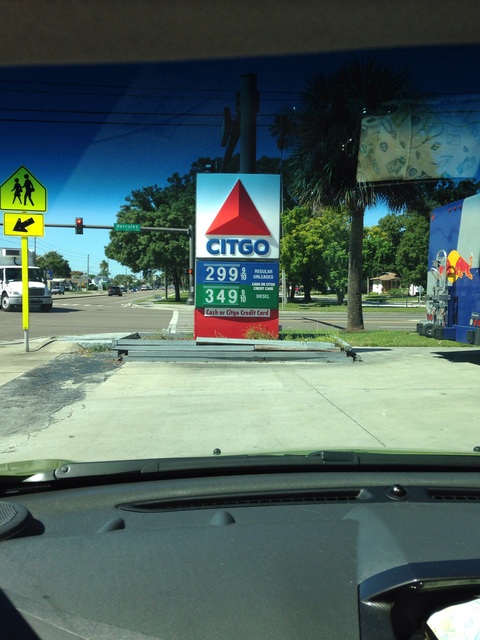 Hercules
CITGO
299 9/10 REGULAR UNLEADED
CASH OR CITGO CREDIT CARD
349 9/10 DIESEL
Cash or Citgo Credit Card